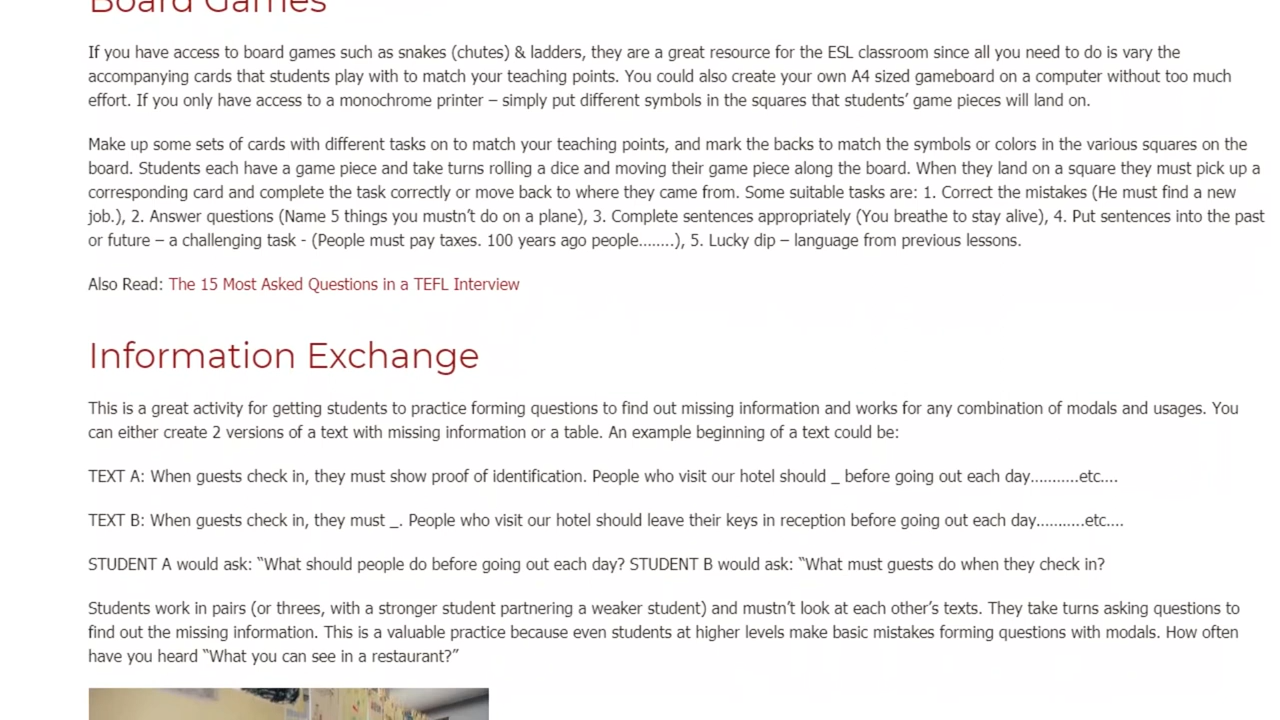 Board Games
If you have access to board games such as snakes (chutes) & ladders, they are a great resource for the ESL classroom since all you need to do is vary the
accompanying cards that students play with to match your teaching points. You could also create your own A4 sized gameboard on a computer without too much
effort. If you only have access to a monochrome printer – simply put different symbols in the squares that students’ game pieces will land on.
Make up some sets of cards with different tasks on to match your teaching points, and mark the backs to match the symbols or colors in the various squares on the
board. Students each have a game piece and take turns rolling a dice and moving their game piece along the board. When they land on a square they must pick up a
corresponding card and complete the task correctly or move back to where they came from. Some suitable tasks are: 1. Correct the mistakes (He must find a new
job.), 2. Answer questions (Name 5 things you mustn’t do on a plane), 3. Complete sentences appropriately (You breathe to stay alive), 4. Put sentences into the past
or future – a challenging task - (People must pay taxes. 100 years ago people........), 5. Lucky dip – language from previous lessons.
Also Read: The 15 Most Asked Questions in a TEFL Interview
Information Exchange
This is a great activity for getting students to practice forming questions to find out missing information and works for any combination of modals and usages. You
can either create 2 versions of a text with missing information or a table. An example beginning of a text could be:
TEXT A: When guests check in, they must show proof of identification. People who visit our hotel should _ before going out each day...........etc....
TEXT B: When guests check in, they must _. People who visit our hotel should leave their keys in reception before going out each day...........etc....
STUDENT A would ask: “What should people do before going out each day? STUDENT B would ask: “What must guests do when they check in?
Students work in pairs (or threes, with a stronger student partnering a weaker student) and mustn’t look at each other’s texts. They take turns asking questions to
find out the missing information. This is a valuable practice because even students at higher levels make basic mistakes forming questions with modals. How often
have you heard “What you can see in a restaurant?”